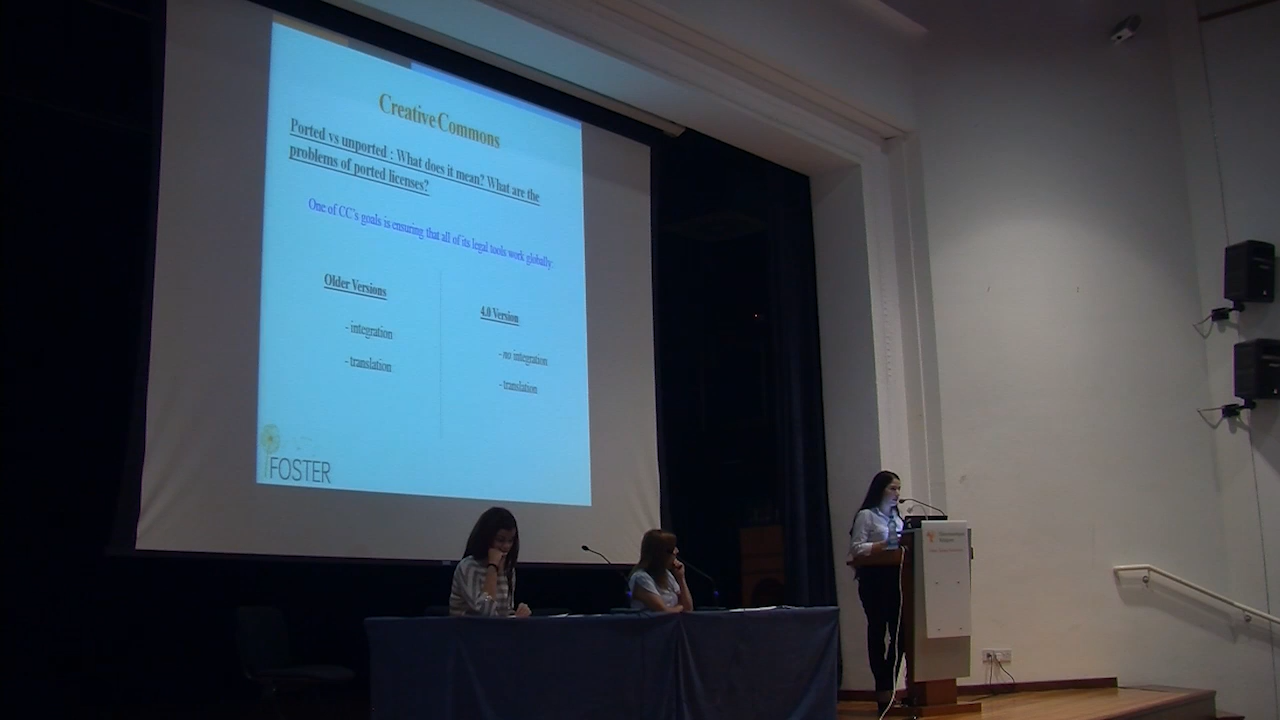 Creative Commons
Ported vs unported : What does it mean? What are the
problems of ported licenses?
One of CC's goals is ensuring that all of its legal tools work globally.
Older Versions
- integration
- translation
4.0 Version
- no integration
- translation
FOSTER